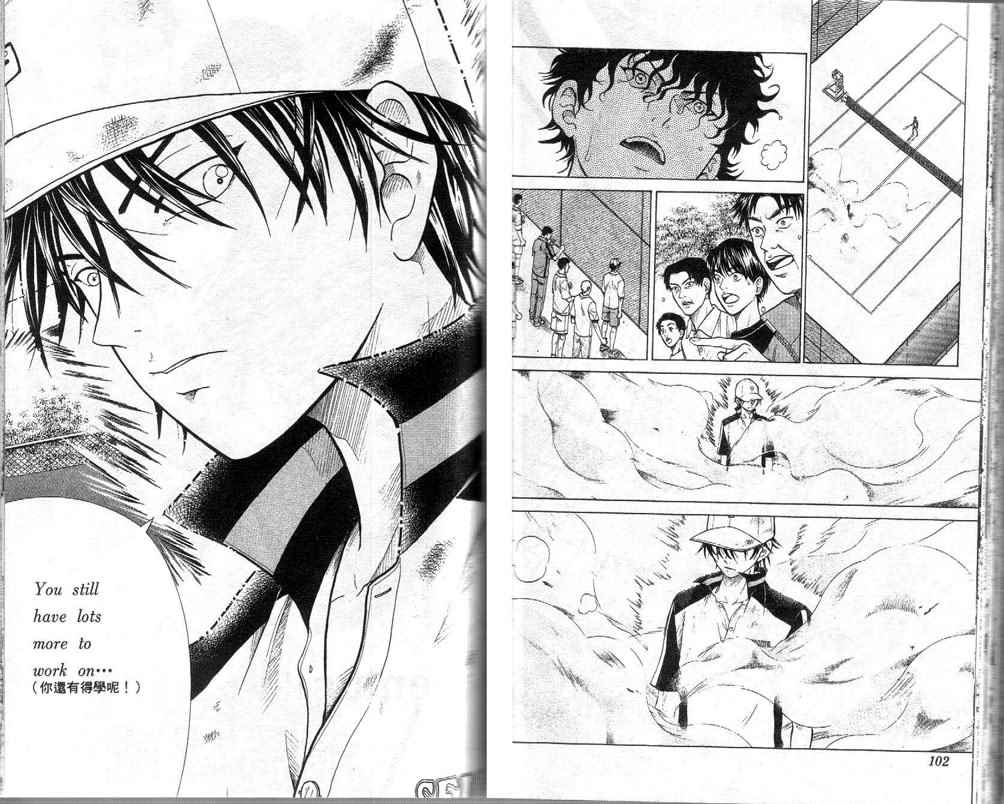 You still
have lots
more to
work on…
（你還有得學呢！）
102